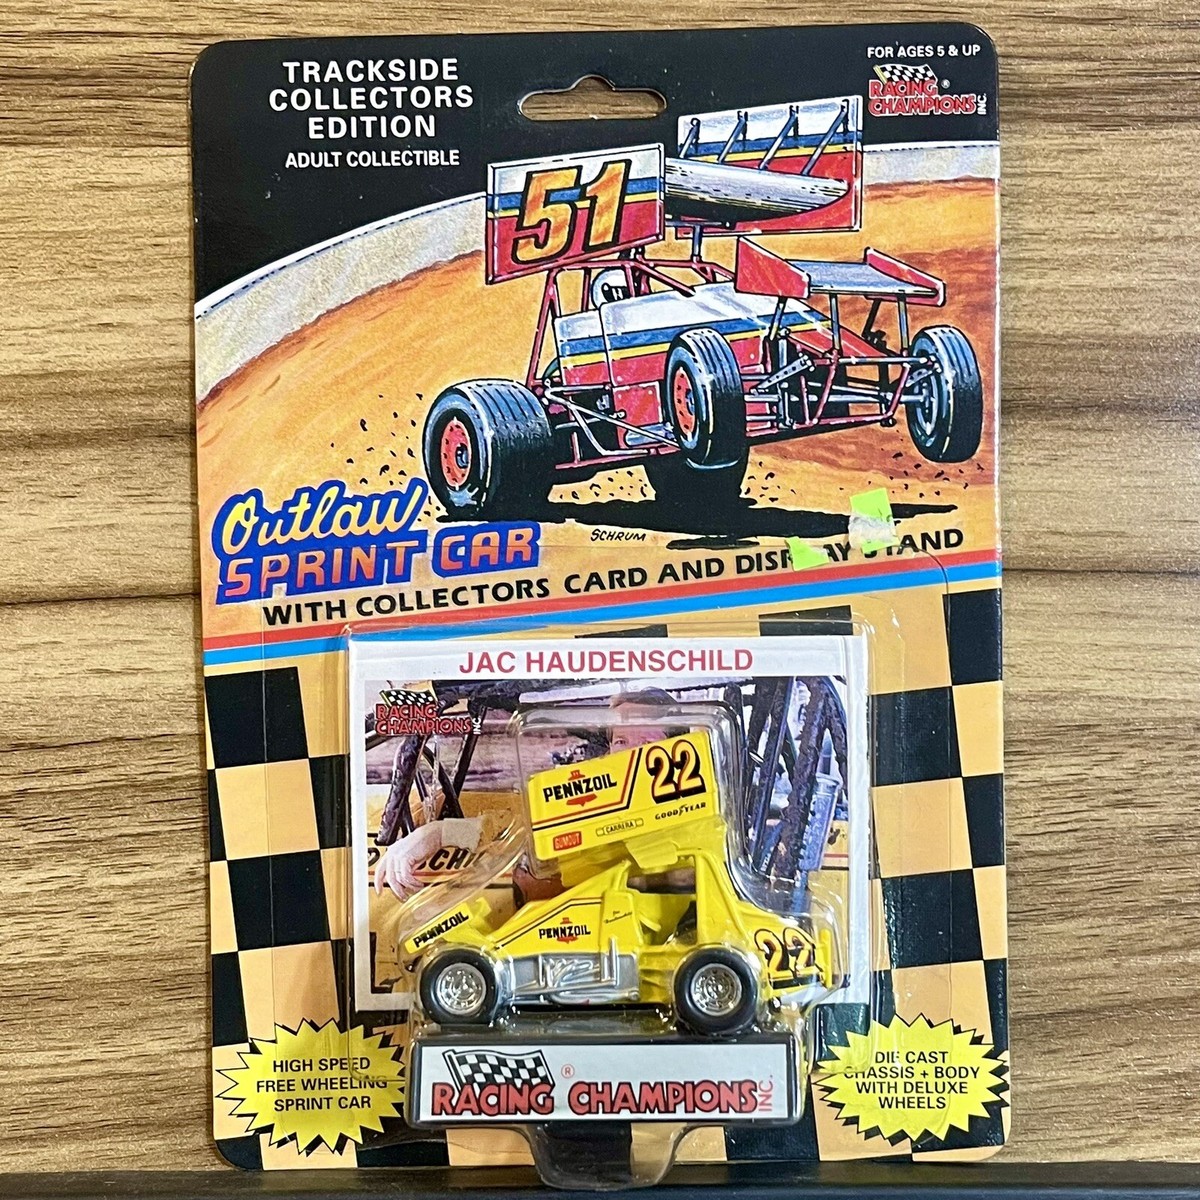 TRACKSIDE
COLLECTORS
EDITION
ADULT COLLECTIBLE
FOR AGES 5 & UP
RACING ®
CHAMPIONS INC.
51
Outlaw
SPRINT CAR
SCHRUM
WITH COLLECTORS CARD AND DISPLAY STAND
JAC HAUDENSCHILD
RACING
CHAMPIONS INC.
PENNZOIL 22
GUMOUT CARRERA GOODYEAR
PENNZOIL
PENNZOIL
22
HIGH SPEED
FREE WHEELING
SPRINT CAR
DIE CAST
CHASSIS + BODY
WITH DELUXE
WHEELS
RACING ® CHAMPIONS INC.